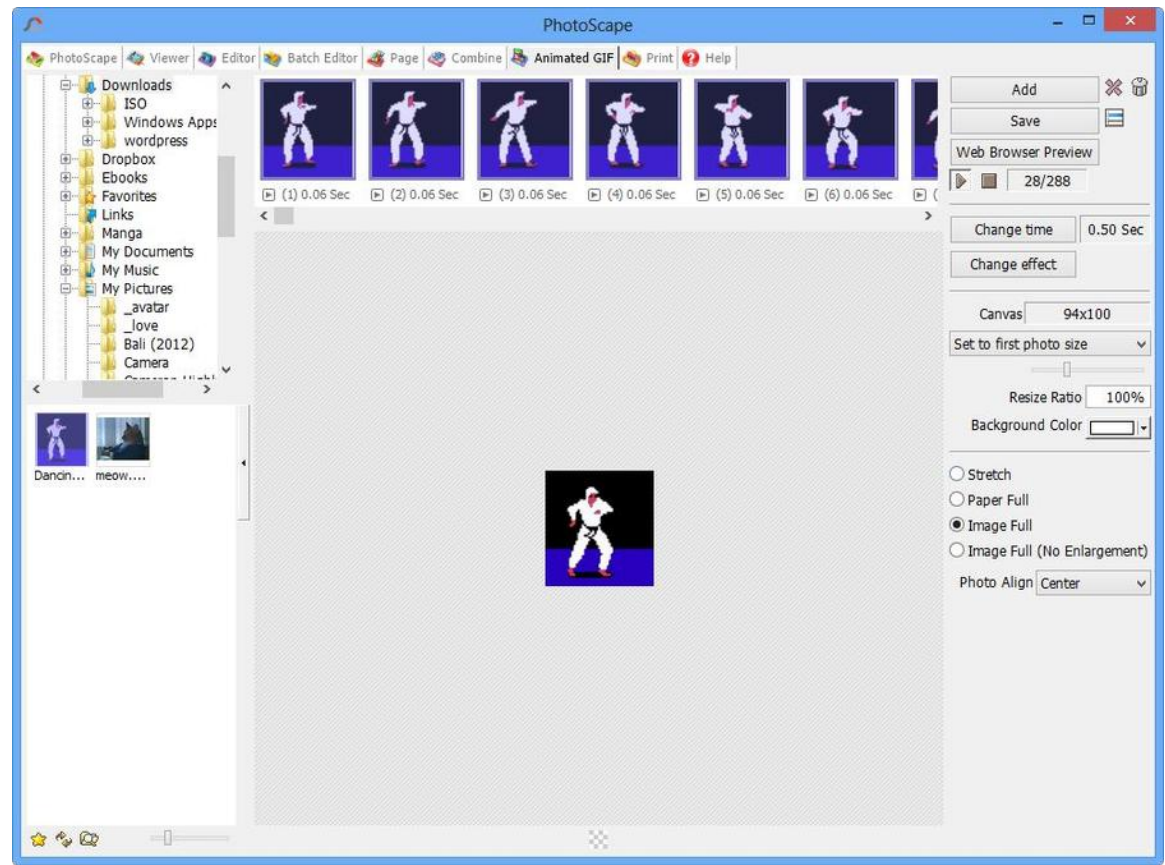 PhotoScape
PhotoScape Viewer Editor Batch Editor Page Combine Animated GIF Print Help
Downloads
ISO
Windows Apps
wordpress
Dropbox
Ebooks
Favorites
Links
Manga
My Documents
My Music
My Pictures
_avatar
_love
Bali (2012)
Camera
Dancin... meow....
(1) 0.06 Sec (2) 0.06 Sec (3) 0.06 Sec (4) 0.06 Sec (5) 0.06 Sec (6) 0.06 Sec (
Add
Save
Web Browser Preview
28/288
Change time 0.50 Sec
Change effect
Canvas 94x100
Set to first photo size
Resize Ratio 100%
Background Color
Stretch
Paper Full
Image Full
Image Full (No Enlargement)
Photo Align Center